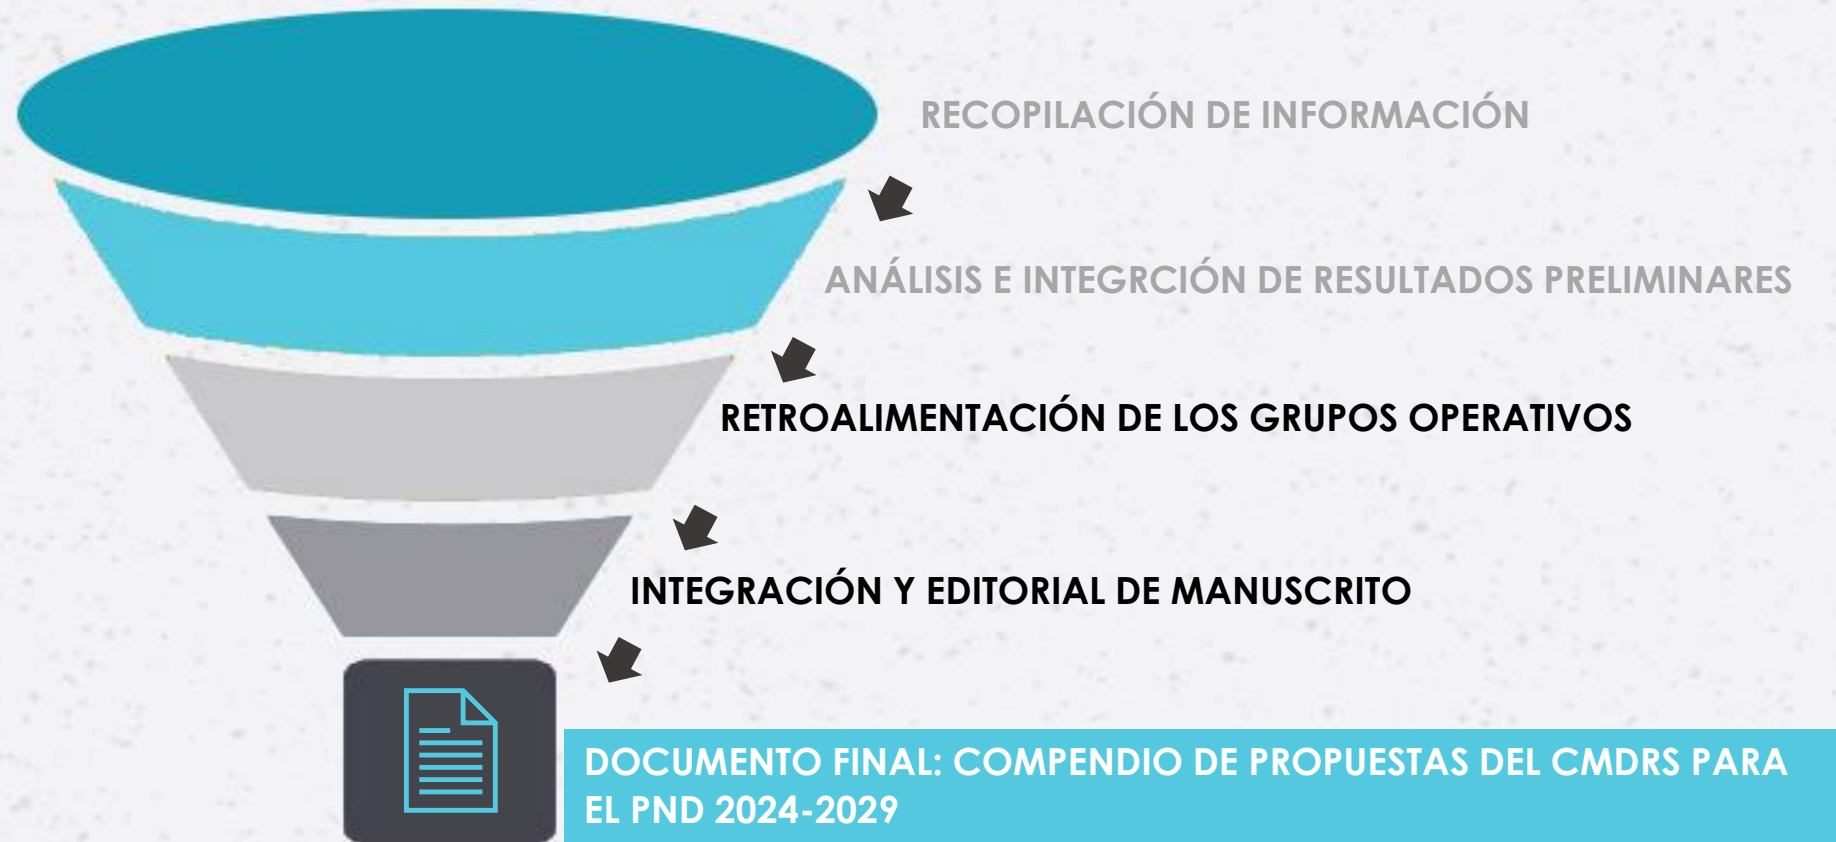 RECOPILACIÓN DE INFORMACIÓN
ANÁLISIS E INTEGRCIÓN DE RESULTADOS PRELIMINARES
RETROALIMENTACIÓN DE LOS GRUPOS OPERATIVOS
INTEGRACIÓN Y EDITORIAL DE MANUSCRITO
DOCUMENTO FINAL: COMPENDIO DE PROPUESTAS DEL CMDRS PARA
EL PND 2024-2029